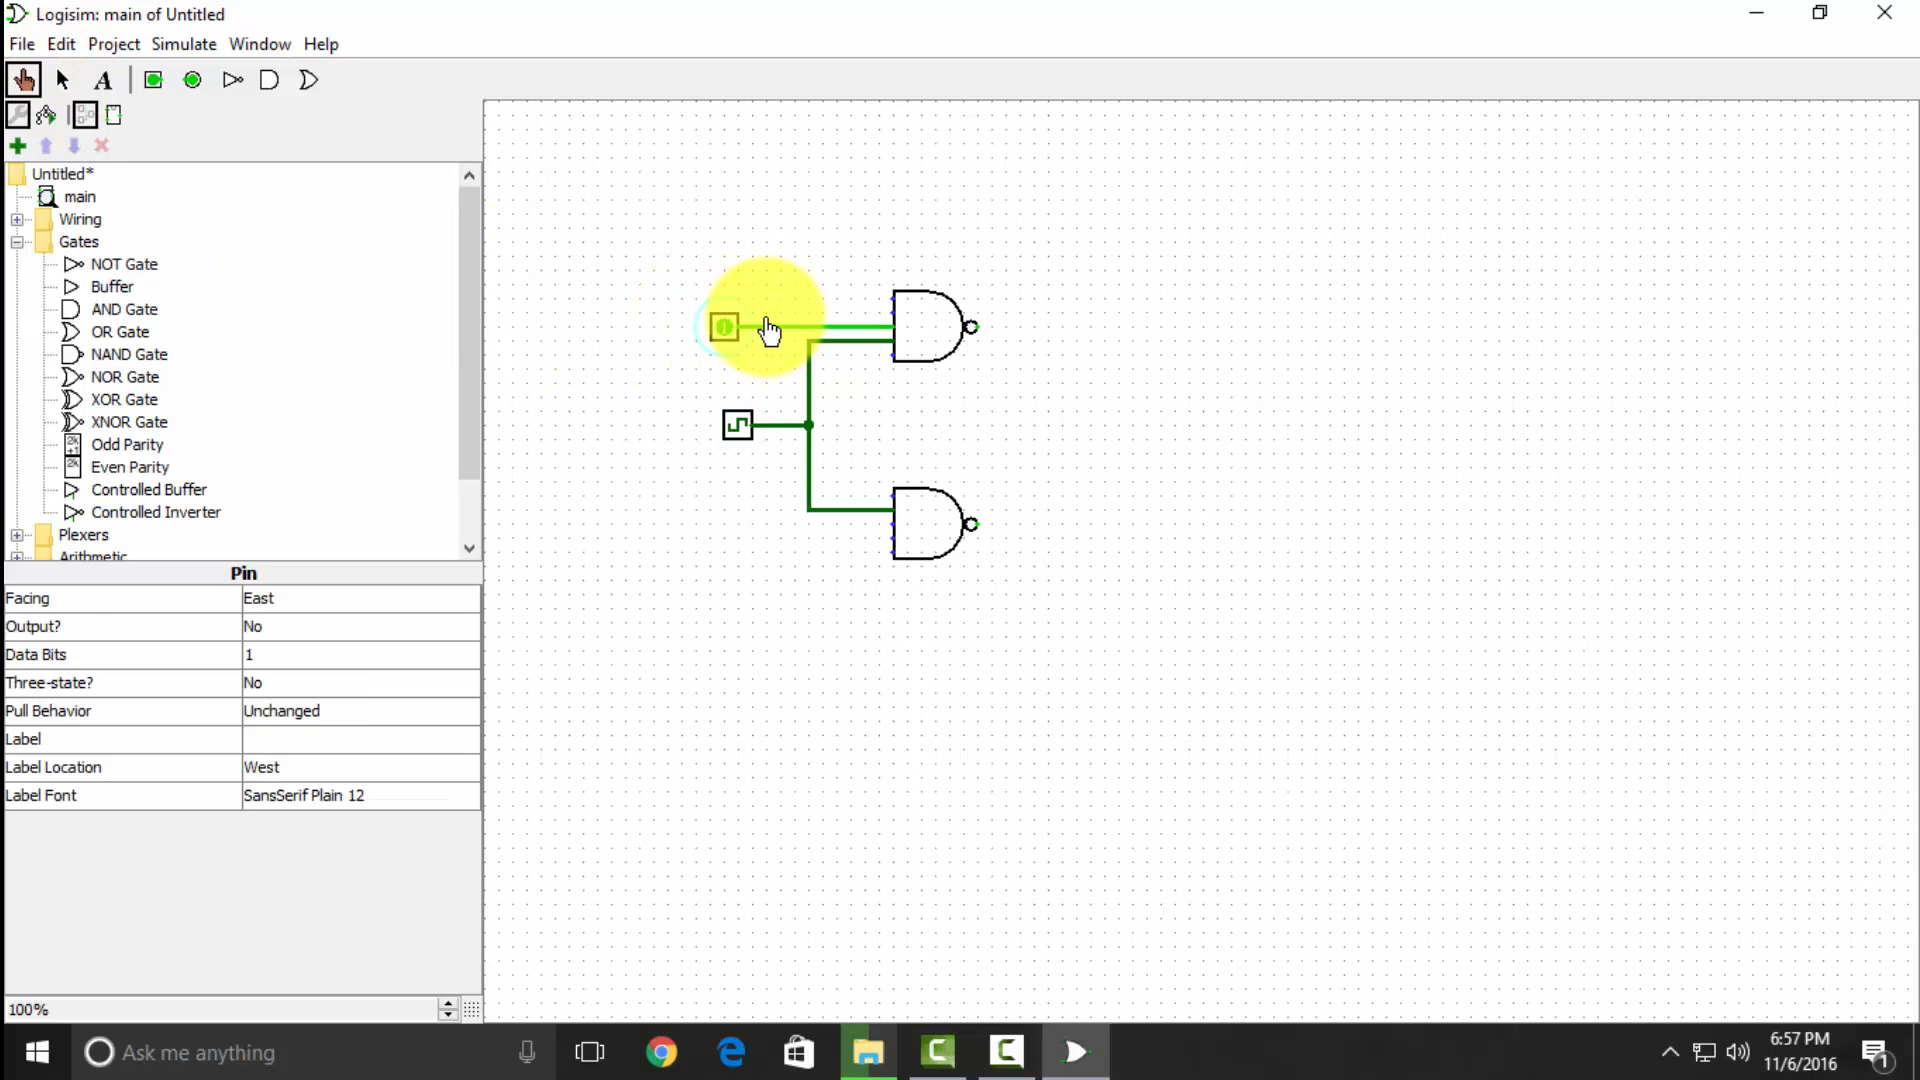 Logisim: main of Untitled
File Edit Project Simulate Window Help
A
Untitled*
main
Wiring
Gates
NOT Gate
Buffer
AND Gate
OR Gate
NAND Gate
NOR Gate
XOR Gate
XNOR Gate
Odd Parity
Even Parity
Controlled Buffer
Controlled Inverter
Plexers
Arithmetic
Pin
Facing East
Output? No
Data Bits 1
Three-state? No
Pull Behavior Unchanged
Label
Label Location West
Label Font SansSerif Plain 12
1
100%
Ask me anything
6:57 PM
11/6/2016
1